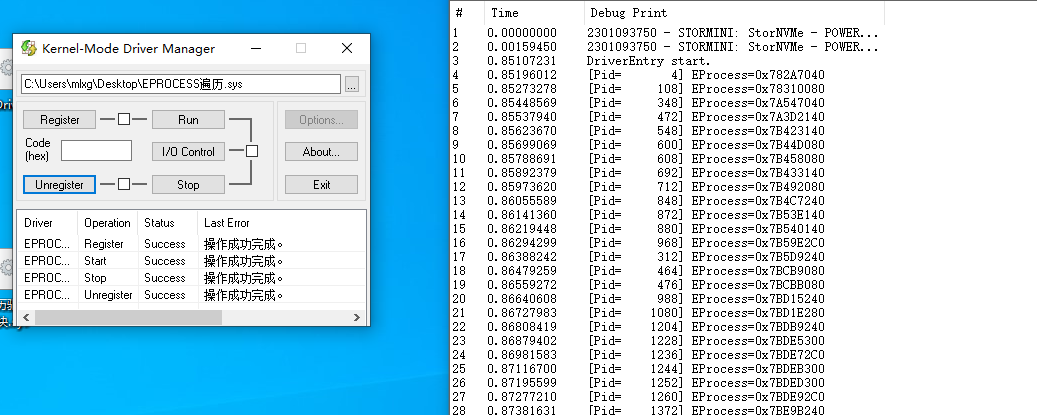 Kernel-Mode Driver Manager
C:\Users\mlxg\Desktop\EPROCESS遍历.sys
...
Register
Run
Options...
Code
(hex)
I/O Control
About...
Unregister
Stop
Exit
Driver Operation Status Last Error
EPROC... Register Success 操作成功完成。
EPROC... Start Success 操作成功完成。
EPROC... Stop Success 操作成功完成。
EPROC... Unregister Success 操作成功完成。
# Time Debug Print
1 0.00000000 2301093750 - STORMINI: StorNVMe - POWER...
2 0.00159450 2301093750 - STORMINI: StorNVMe - POWER...
3 0.85107231 DriverEntry start.
4 0.85196012 [Pid= 4] EProcess=0x782A7040
5 0.85273278 [Pid= 108] EProcess=0x78310080
6 0.85448569 [Pid= 348] EProcess=0x7A547040
7 0.85537940 [Pid= 472] EProcess=0x7A3D2140
8 0.85623670 [Pid= 548] EProcess=0x7B423140
9 0.85699069 [Pid= 600] EProcess=0x7B44D080
10 0.85788691 [Pid= 608] EProcess=0x7B458080
11 0.85892379 [Pid= 692] EProcess=0x7B433140
12 0.85973620 [Pid= 712] EProcess=0x7B492080
13 0.86055589 [Pid= 848] EProcess=0x7B4C7240
14 0.86141360 [Pid= 872] EProcess=0x7B53E140
15 0.86219448 [Pid= 880] EProcess=0x7B540140
16 0.86294299 [Pid= 968] EProcess=0x7B59E2C0
17 0.86388242 [Pid= 312] EProcess=0x7B5D9240
18 0.86479259 [Pid= 464] EProcess=0x7BCB9080
19 0.86559272 [Pid= 476] EProcess=0x7BCBB080
20 0.86640608 [Pid= 988] EProcess=0x7BD15240
21 0.86727983 [Pid= 1080] EProcess=0x7BD1E280
22 0.86808419 [Pid= 1204] EProcess=0x7BDB9240
23 0.86879402 [Pid= 1228] EProcess=0x7BDE5300
24 0.86981583 [Pid= 1236] EProcess=0x7BDE72C0
25 0.87116700 [Pid= 1244] EProcess=0x7BDEB300
26 0.87195599 [Pid= 1252] EProcess=0x7BDED300
27 0.87277210 [Pid= 1260] EProcess=0x7BDE92C0
28 0.87381631 [Pid= 1372] EProcess=0x7BE9B240